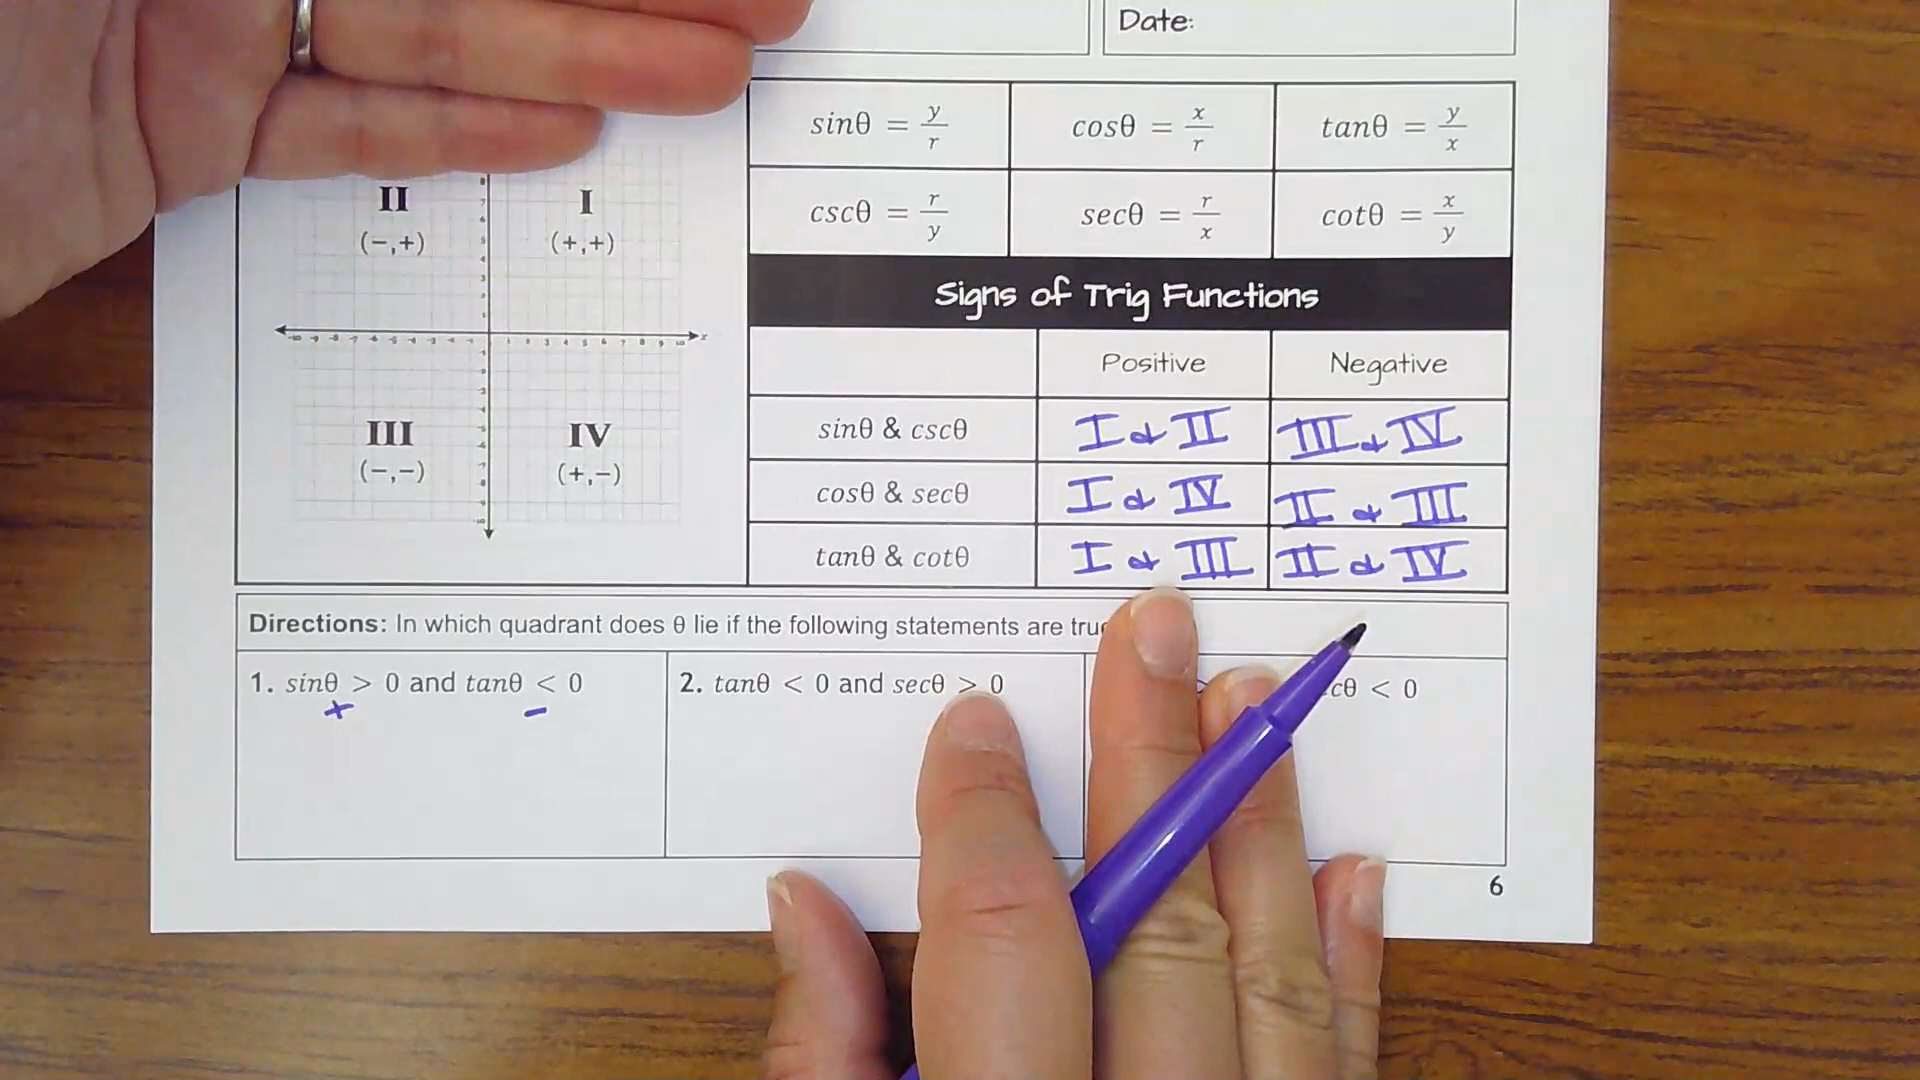 Date:
sinθ = y/r cosθ = x/r tanθ = y/x
cscθ = r/y secθ = r/x cotθ = x/y
II I
(−,+) (+,+)
x
III IV
(−,−) (+,−)
Signs of Trig Functions
Positive Negative
sinθ & cscθ I & II III & IV
cosθ & secθ I & IV II & III
tanθ & cotθ I & III II & IV
Directions: In which quadrant does θ lie if the following statements are
1. sinθ > 0 and tanθ < 0
+ −
2. tanθ < 0 and secθ > 0
cθ < 0
6